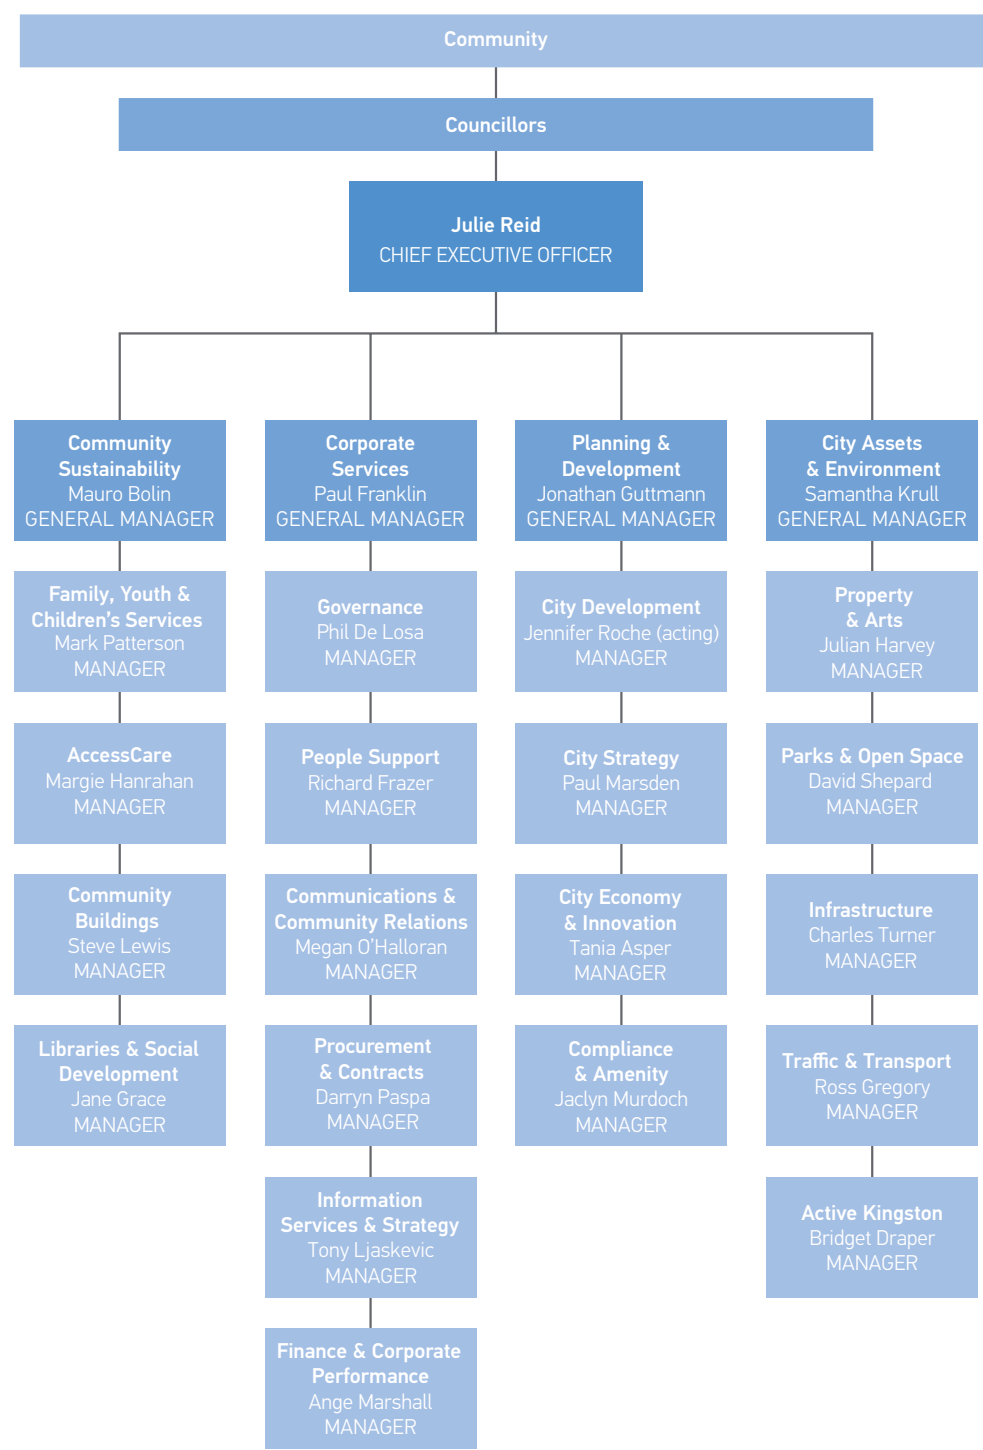 Community
Councillors
Julie Reid
CHIEF EXECUTIVE OFFICER
Community
Sustainability
Mauro Bolin
GENERAL MANAGER
Family, Youth &
Children's Services
Mark Patterson
MANAGER
AccessCare
Margie Hanrahan
MANAGER
Community
Buildings
Steve Lewis
MANAGER
Libraries & Social
Development
Jane Grace
MANAGER
Corporate
Services
Paul Franklin
GENERAL MANAGER
Governance
Phil De Losa
MANAGER
People Support
Richard Frazer
MANAGER
Communications &
Community Relations
Megan O'Halloran
MANAGER
Procurement
& Contracts
Darryn Paspa
MANAGER
Information
Services & Strategy
Tony Ljaskevic
MANAGER
Finance & Corporate
Performance
Ange Marshall
MANAGER
Planning &
Development
Jonathan Guttmann
GENERAL MANAGER
City Development
Jennifer Roche (acting)
MANAGER
City Strategy
Paul Marsden
MANAGER
City Economy
& Innovation
Tania Asper
MANAGER
Compliance
& Amenity
Jaclyn Murdoch
MANAGER
City Assets
& Environment
Samantha Krull
GENERAL MANAGER
Property
& Arts
Julian Harvey
MANAGER
Parks & Open Space
David Shepard
MANAGER
Infrastructure
Charles Turner
MANAGER
Traffic & Transport
Ross Gregory
MANAGER
Active Kingston
Bridget Draper
MANAGER